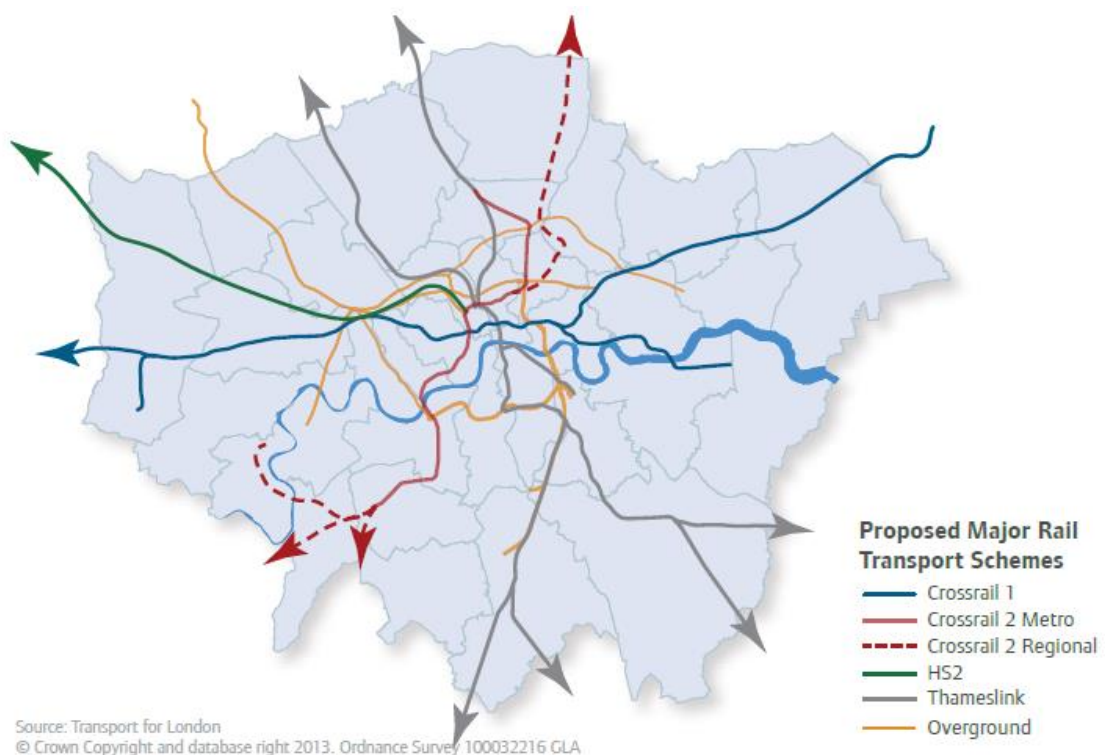 Proposed Major Rail
Transport Schemes
Crossrail 1
Crossrail 2 Metro
Crossrail 2 Regional
HS2
Thameslink
Overground
Source: Transport for London
© Crown Copyright and database right 2013. Ordnance Survey 100032216 GLA